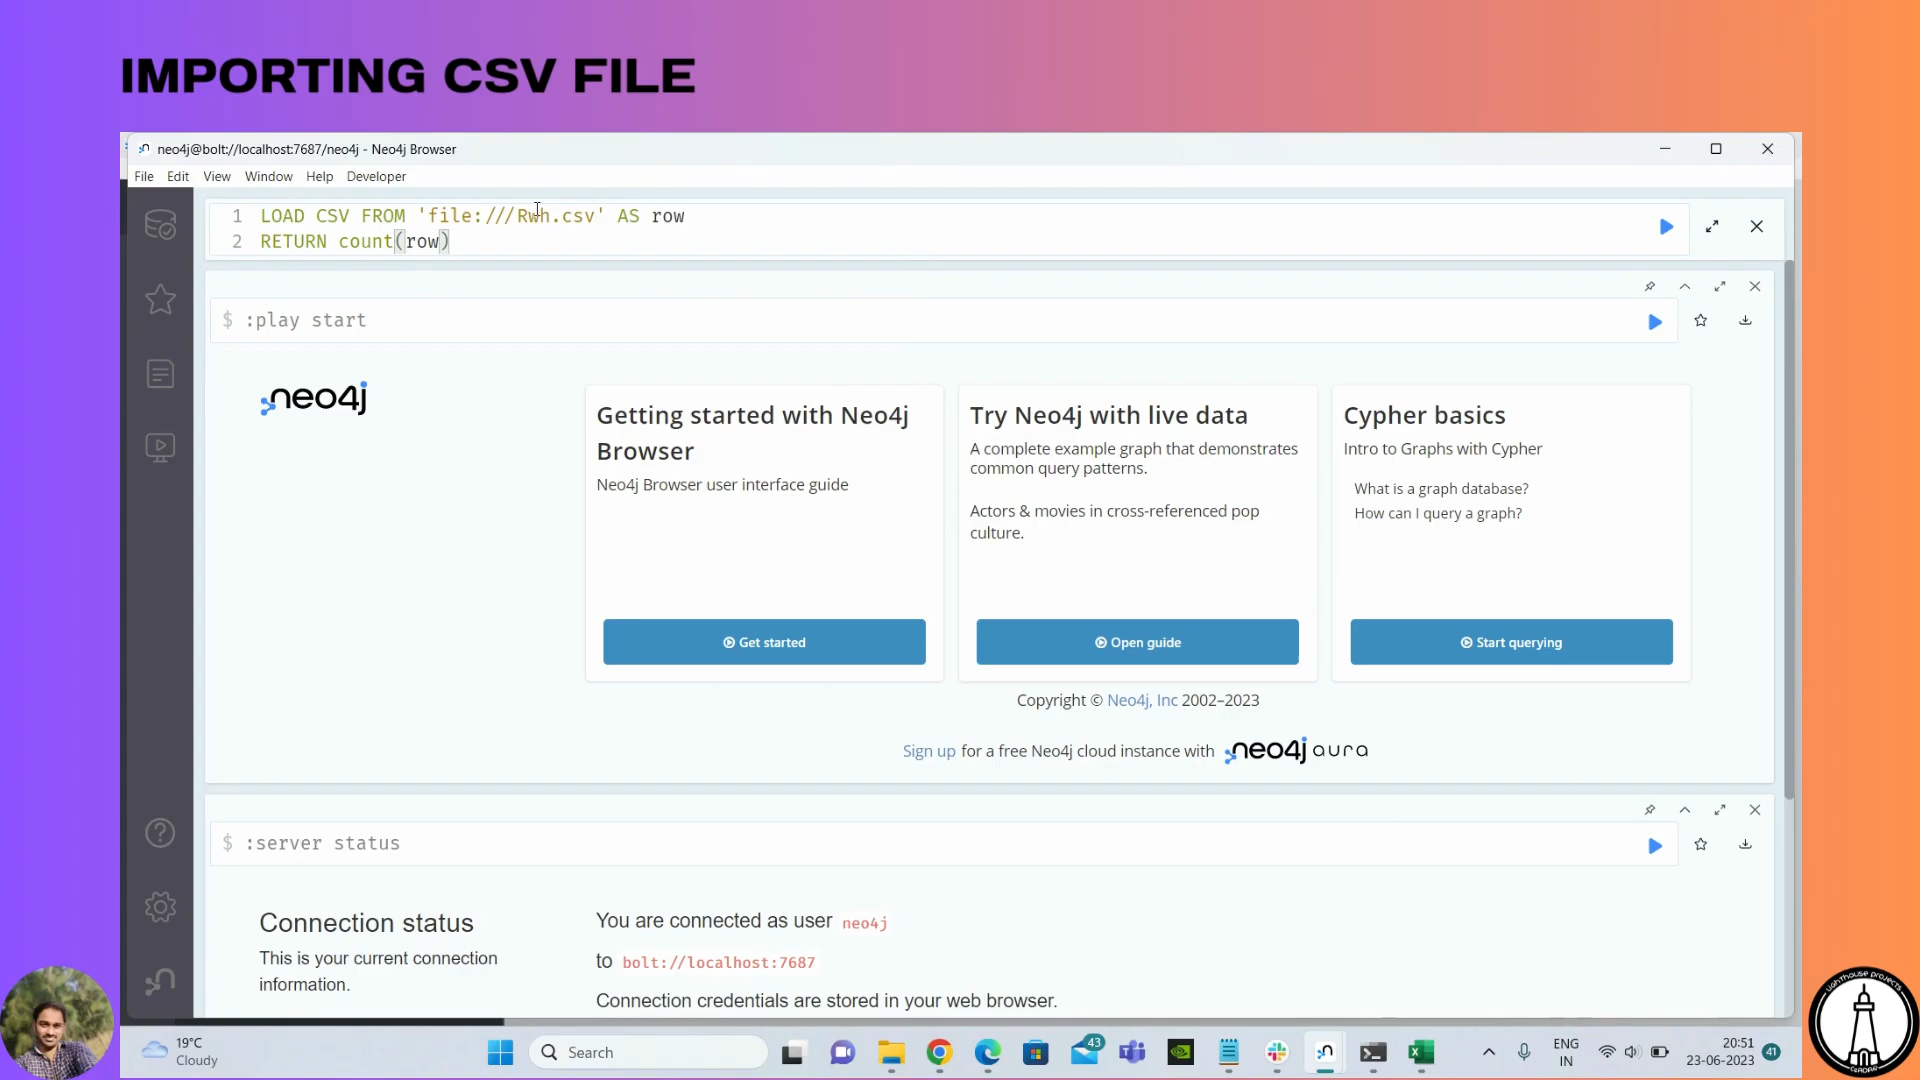 IMPORTING CSV FILE
neo4j@bolt://localhost:7687/neo4j - Neo4j Browser
File Edit View Window Help Developer
1 LOAD CSV FROM 'file:///Rwh.csv' AS row
2 RETURN count(row)
$ :play start
neo4j
Getting started with Neo4j
Browser
Neo4j Browser user interface guide
Get started
Try Neo4j with live data
A complete example graph that demonstrates
common query patterns.
Actors & movies in cross-referenced pop
culture.
Open guide
Cypher basics
Intro to Graphs with Cypher
What is a graph database?
How can I query a graph?
Start querying
Copyright © Neo4j, Inc 2002–2023
Sign up for a free Neo4j cloud instance with neo4j aura
$ :server status
Connection status
This is your current connection
information.
You are connected as user neo4j
to bolt://localhost:7687
Connection credentials are stored in your web browser.
19°C
Cloudy
Search
43
ENG
IN
20:51
23-06-2023
41
Lighthouse Projects
CeADAR